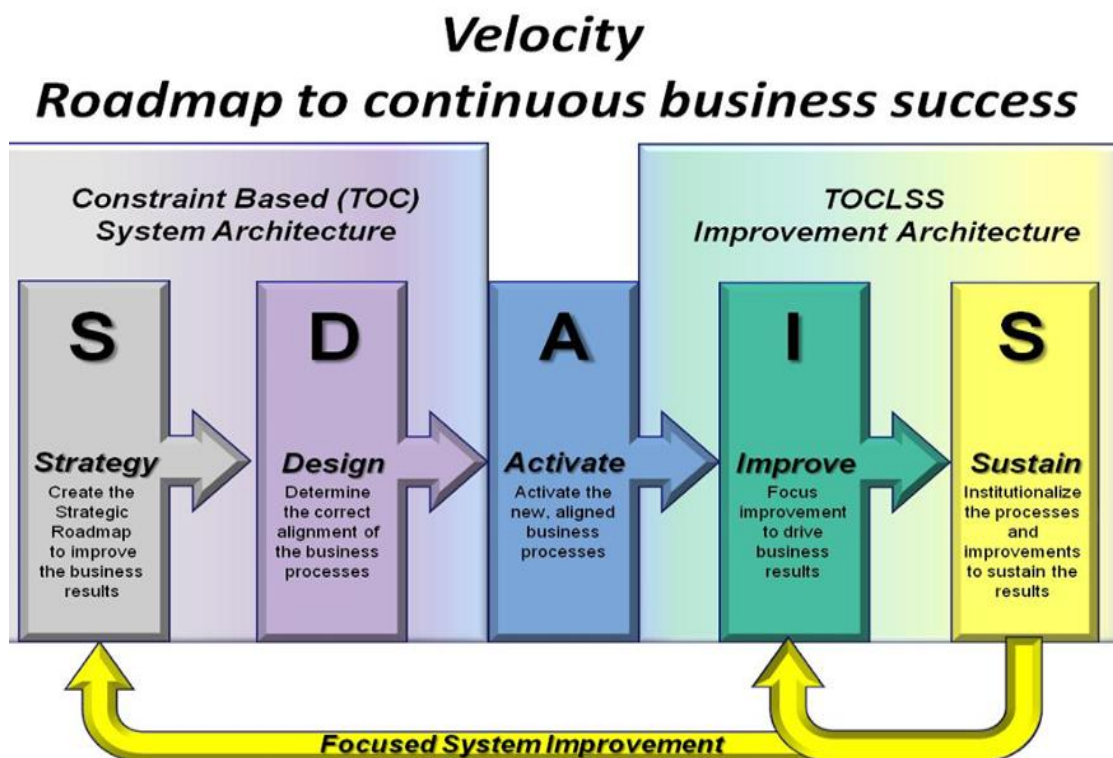 Velocity
Roadmap to continuous business success
Constraint Based (TOC)
System Architecture
TOCLSS
Improvement Architecture
S
Strategy
Create the
Strategic
Roadmap
to improve
the business
results
D
Design
Determine
the correct
alignment of
the business
processes
A
Activate
Activate the
new, aligned
business
processes
I
Improve
Focus
improvement
to drive
business
results
S
Sustain
Institutionalize
the processes
and
improvements
to sustain the
results
Focused System Improvement